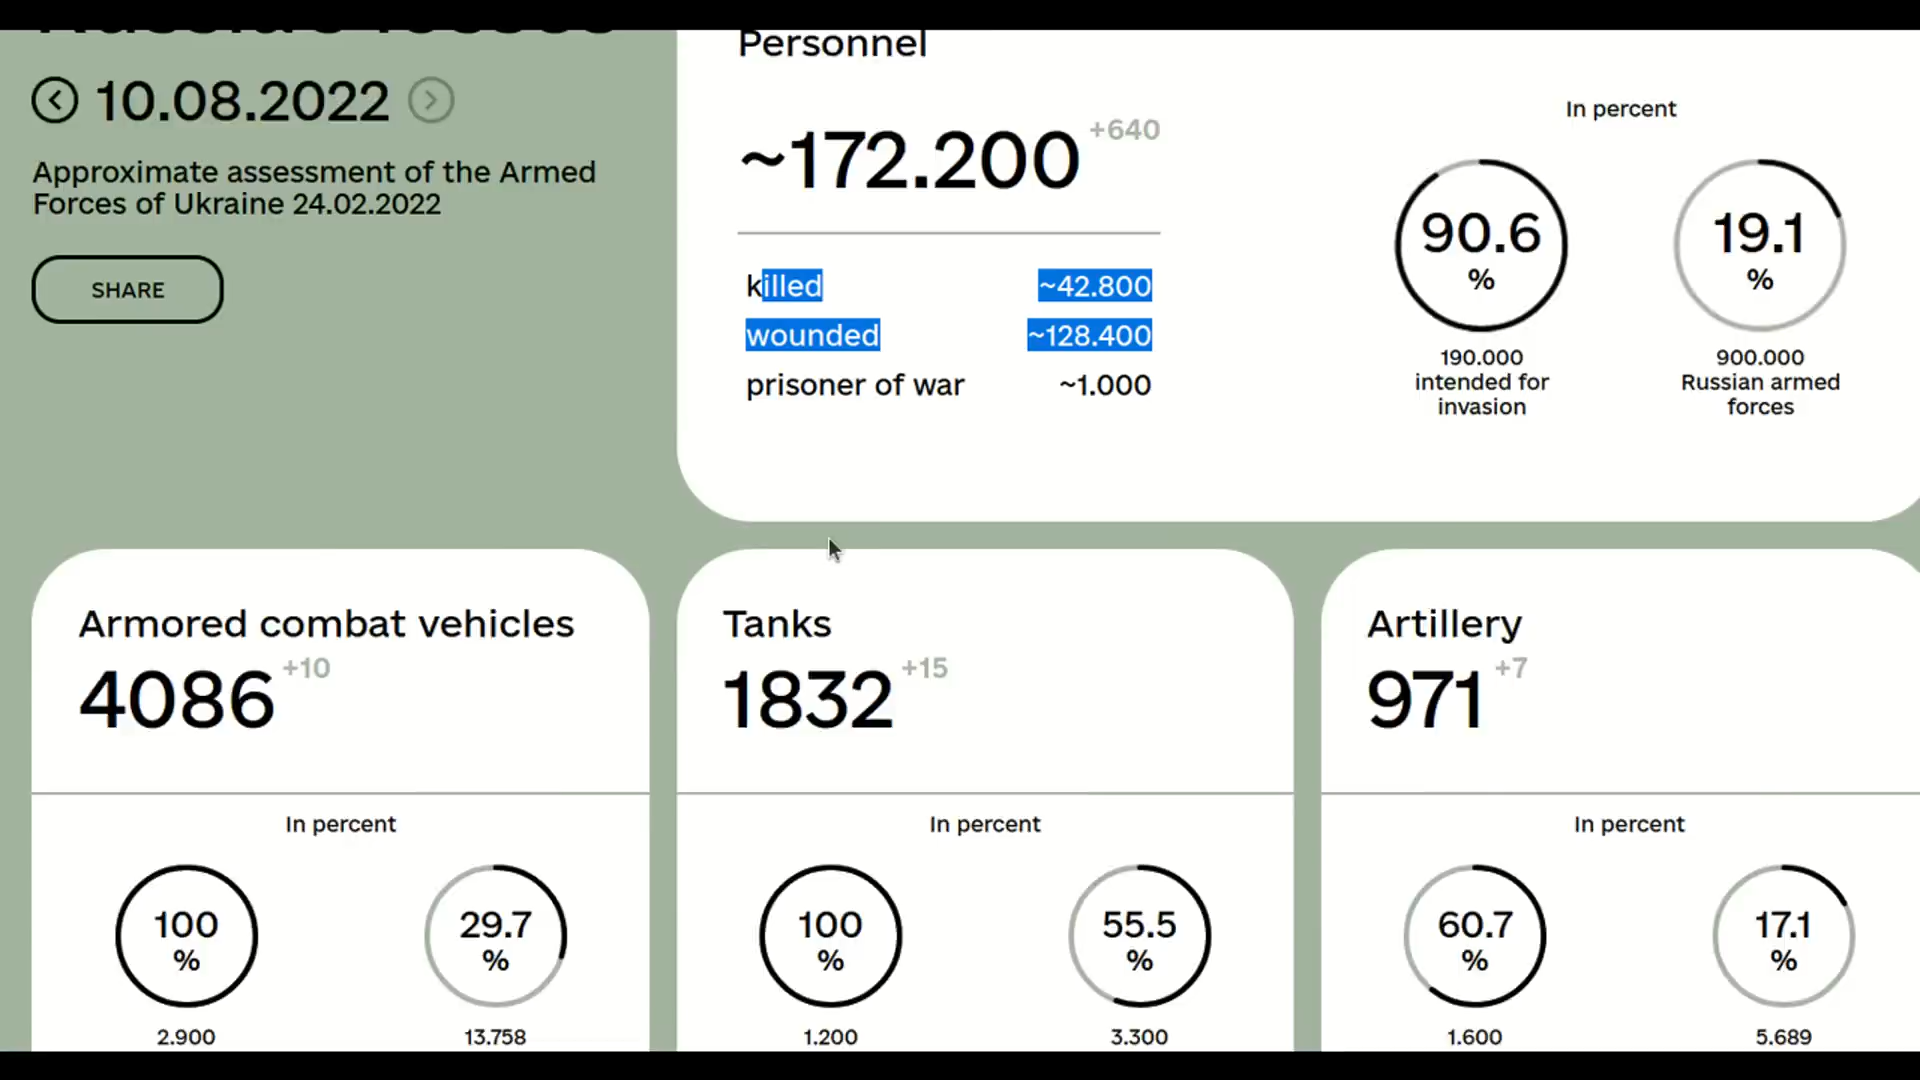 10.08.2022
Approximate assessment of the Armed
Forces of Ukraine 24.02.2022
SHARE
Personnel
~172.200 +640
killed ~42.800
wounded ~128.400
prisoner of war ~1.000
In percent
90.6
%
190.000
intended for
invasion
19.1
%
900.000
Russian armed
forces
Armored combat vehicles
4086 +10
In percent
100
%
2.900
29.7
%
13.758
Tanks
1832 +15
In percent
100
%
1.200
55.5
%
3.300
Artillery
971 +7
In percent
60.7
%
1.600
17.1
%
5.689